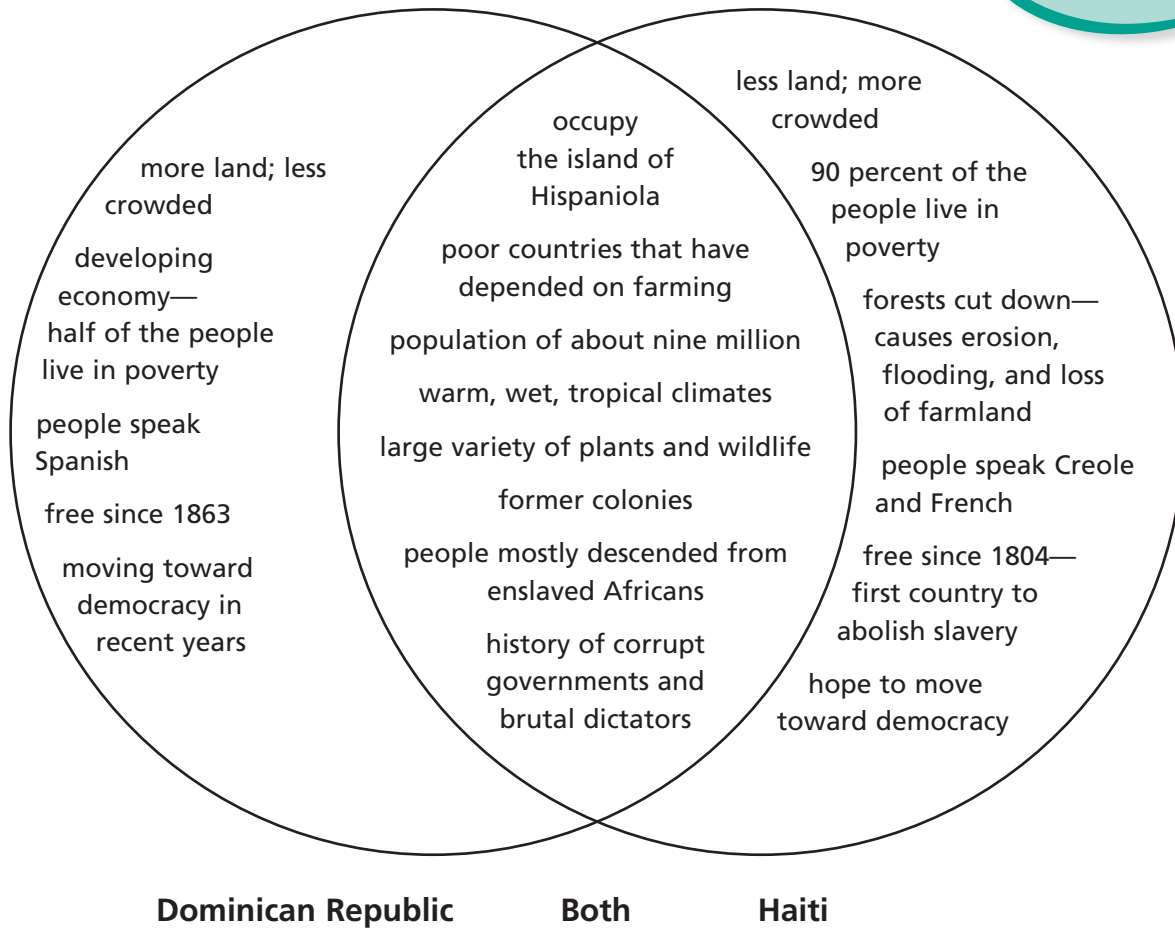 more land; less
crowded
developing
economy—
half of the people
live in poverty
people speak
Spanish
free since 1863
moving toward
democracy in
recent years
occupy
the island of
Hispaniola
poor countries that have
depended on farming
population of about nine million
warm, wet, tropical climates
large variety of plants and wildlife
former colonies
people mostly descended from
enslaved Africans
history of corrupt
governments and
brutal dictators
less land; more
crowded
90 percent of the
people live in
poverty
forests cut down—
causes erosion,
flooding, and loss
of farmland
people speak Creole
and French
free since 1804—
first country to
abolish slavery
hope to move
toward democracy
Dominican Republic
Both
Haiti